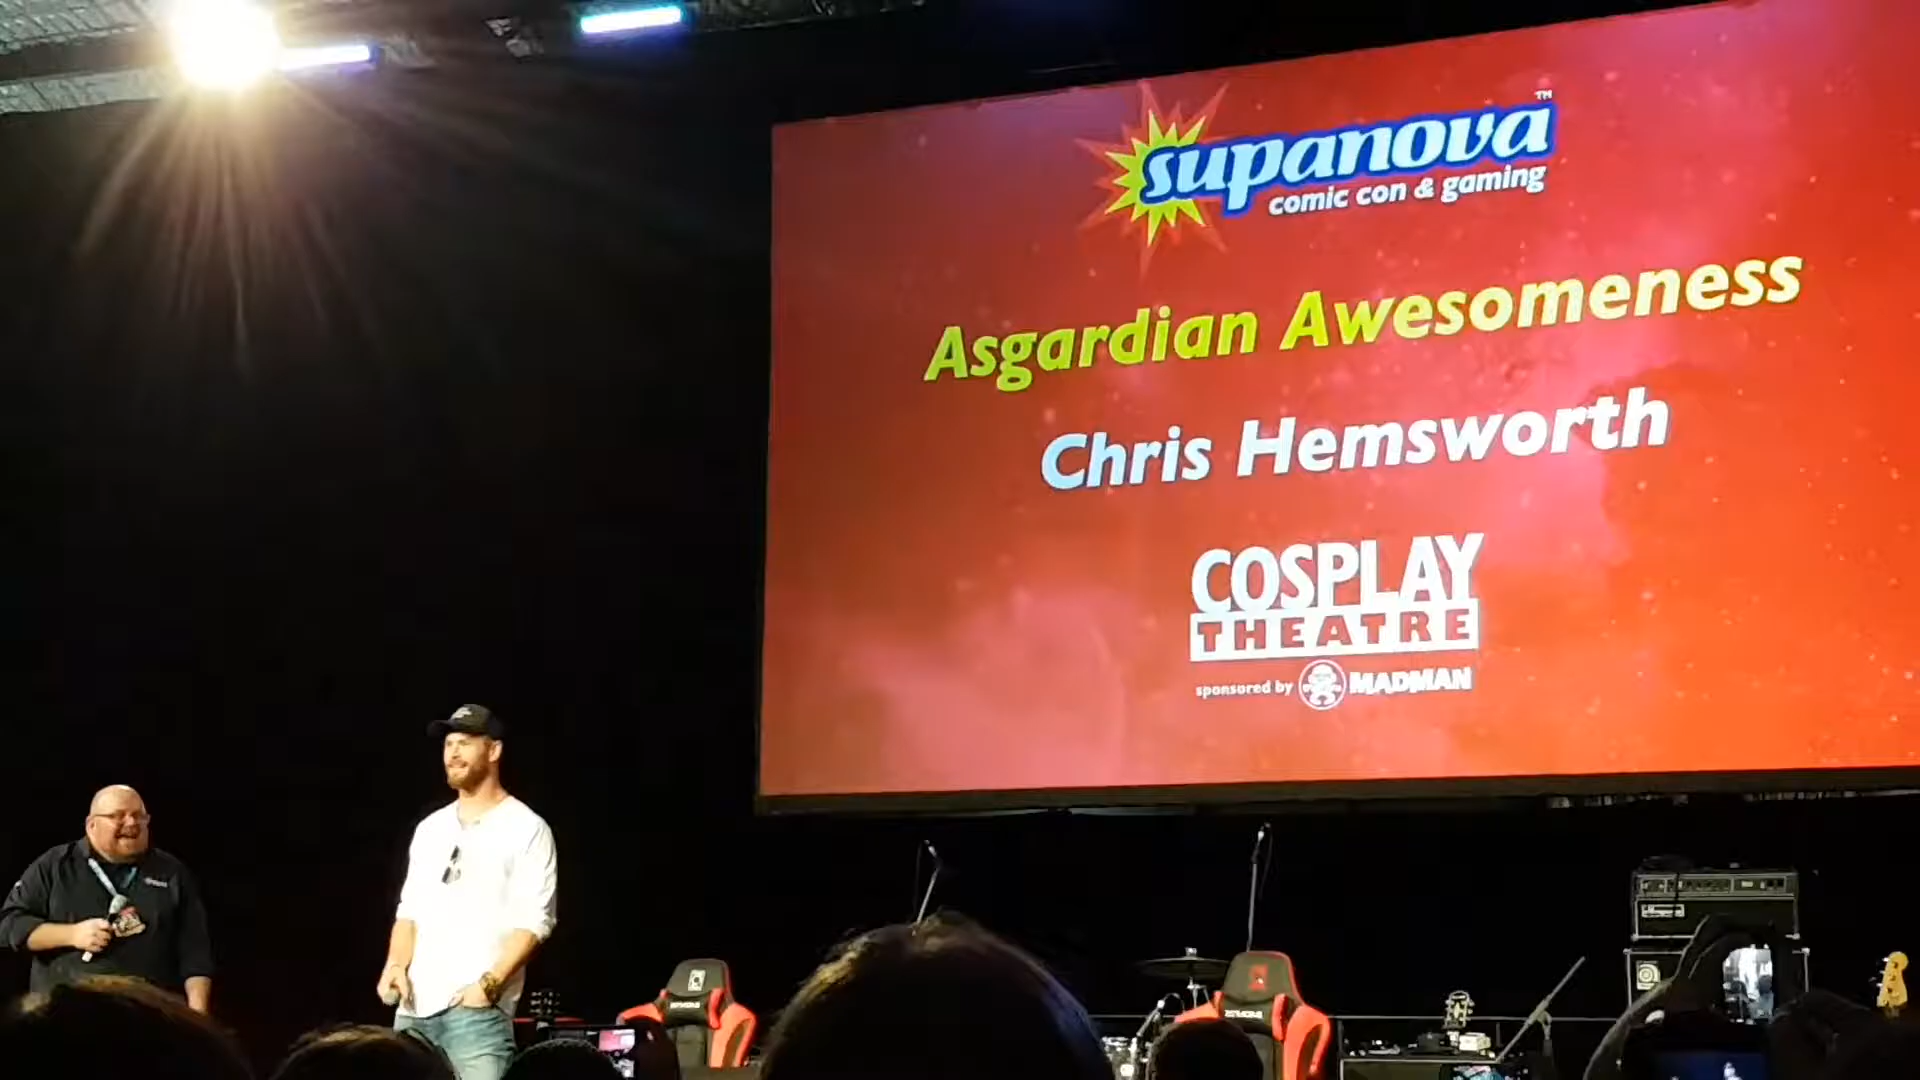 supanova™
comic con & gaming
Asgardian Awesomeness
Chris Hemsworth
COSPLAY
THEATRE
sponsored by MADMAN